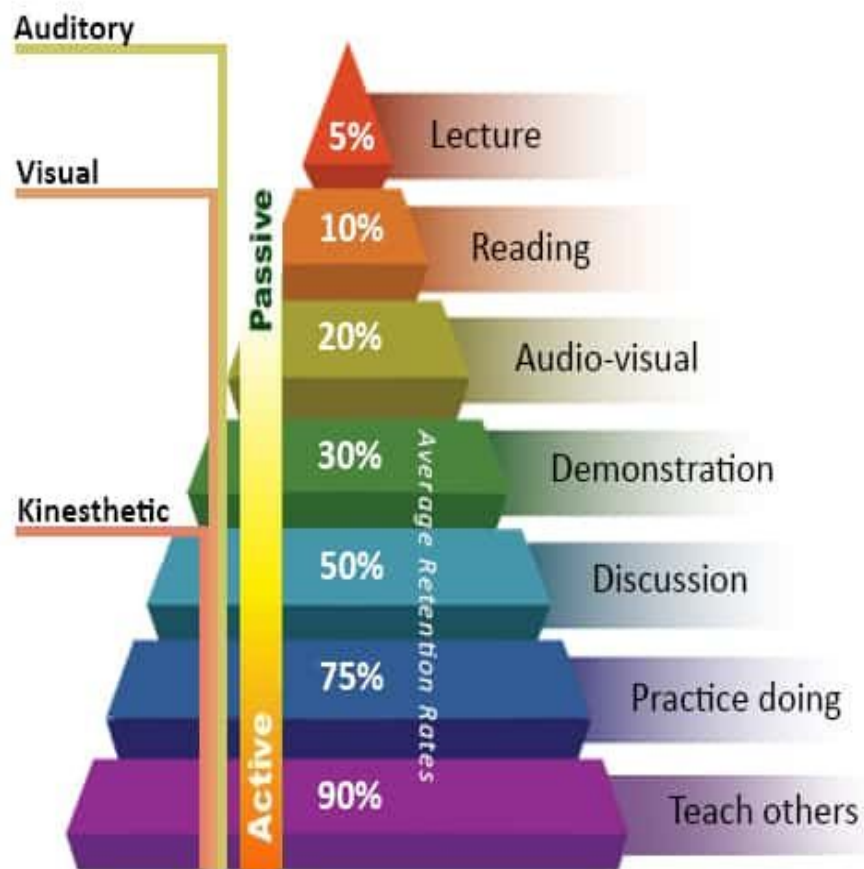 Auditory
5%
Lecture
Visual
Passive
10%
Reading
20%
Audio-visual
30%
Demonstration
Average Retention Rates
Kinesthetic
50%
Discussion
75%
Practice doing
Active
90%
Teach others